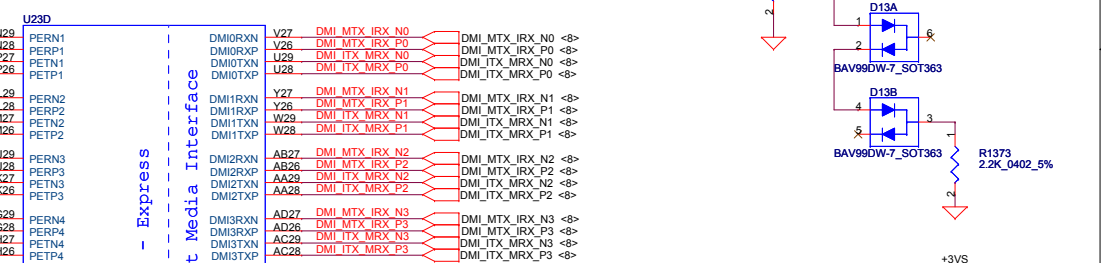 U23D
PERN1 DMI0RXN V27 DMI_MTX_IRX_N0 DMI_MTX_IRX_N0 <8>
PERP1 DMI0RXP V26 DMI_MTX_IRX_P0 DMI_MTX_IRX_P0 <8>
PETN1 DMI0TXN U29 DMI_ITX_MRX_N0 DMI_ITX_MRX_N0 <8>
PETP1 DMI0TXP U28 DMI_ITX_MRX_P0 DMI_ITX_MRX_P0 <8>
PERN2 DMI1RXN Y27 DMI_MTX_IRX_N1 DMI_MTX_IRX_N1 <8>
PERP2 DMI1RXP Y26 DMI_MTX_IRX_P1 DMI_MTX_IRX_P1 <8>
PETN2 DMI1TXN W29 DMI_ITX_MRX_N1 DMI_ITX_MRX_N1 <8>
PETP2 DMI1TXP W28 DMI_ITX_MRX_P1 DMI_ITX_MRX_P1 <8>
PERN3 DMI2RXN AB27 DMI_MTX_IRX_N2 DMI_MTX_IRX_N2 <8>
PERP3 DMI2RXP AB26 DMI_MTX_IRX_P2 DMI_MTX_IRX_P2 <8>
PETN3 DMI2TXN AA29 DMI_ITX_MRX_N2 DMI_ITX_MRX_N2 <8>
PETP3 DMI2TXP AA28 DMI_ITX_MRX_P2 DMI_ITX_MRX_P2 <8>
PERN4 DMI3RXN AD27 DMI_MTX_IRX_N3 DMI_MTX_IRX_N3 <8>
PERP4 DMI3RXP AD26 DMI_MTX_IRX_P3 DMI_MTX_IRX_P3 <8>
PETN4 DMI3TXN AC29 DMI_ITX_MRX_N3 DMI_ITX_MRX_N3 <8>
PETP4 DMI3TXP AC28 DMI_ITX_MRX_P3 DMI_ITX_MRX_P3 <8>
- Express
Media Interface
2
D13A
1
6
2
BAV99DW-7_SOT363
D13B
4
3
5
BAV99DW-7_SOT363
1
R1373
2.2K_0402_5%
2
+3VS